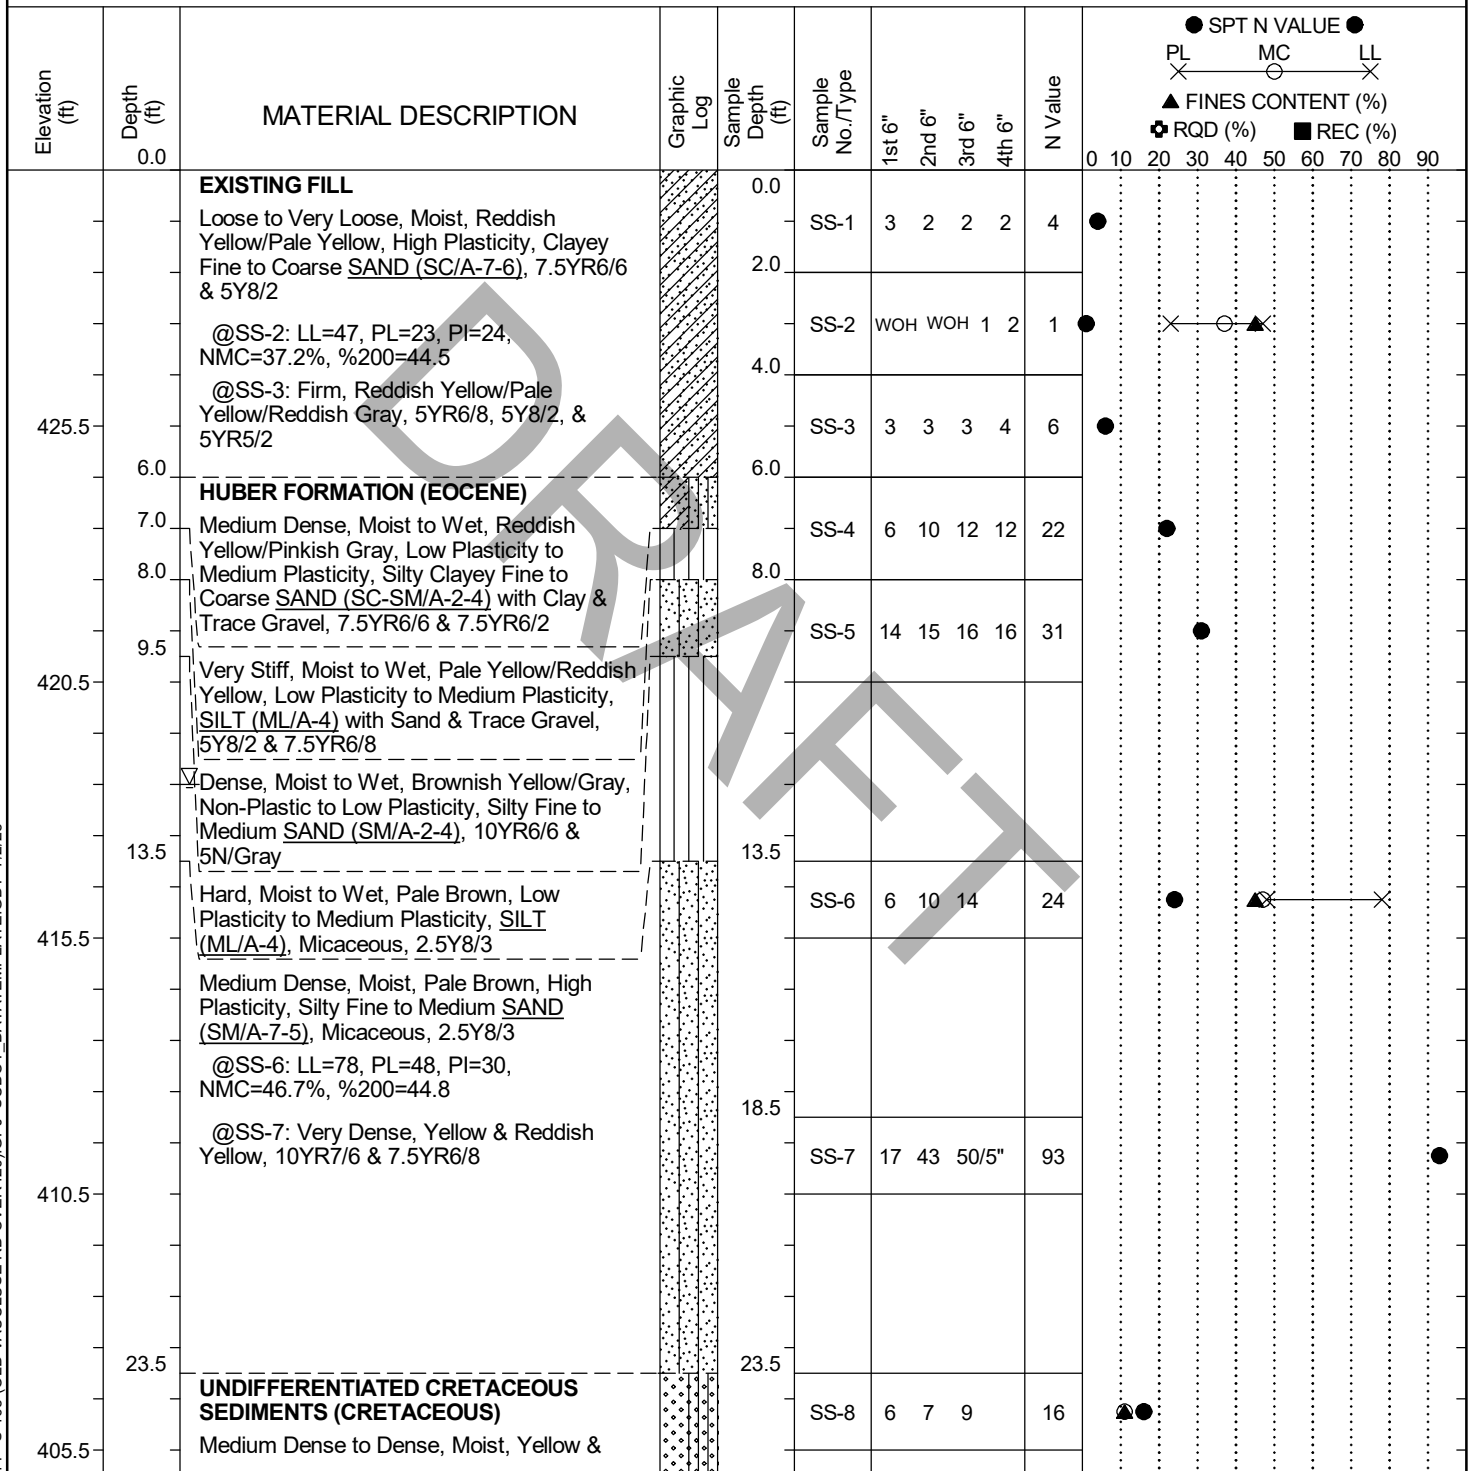 ● SPT N VALUE ●
PL MC LL
▲ FINES CONTENT (%)
RQD (%) ■ REC (%)
0 10 20 30 40 50 60 70 80 90
Elevation (ft)
Depth (ft)
0.0
MATERIAL DESCRIPTION
Graphic Log
Sample Depth (ft)
Sample No./Type
1st 6"
2nd 6"
3rd 6"
4th 6"
N Value
EXISTING FILL
Loose to Very Loose, Moist, Reddish
Yellow/Pale Yellow, High Plasticity, Clayey
Fine to Coarse SAND (SC/A-7-6), 7.5YR6/6
& 5Y8/2
@SS-2: LL=47, PL=23, PI=24,
NMC=37.2%, %200=44.5
@SS-3: Firm, Reddish Yellow/Pale
Yellow/Reddish Gray, 5YR6/8, 5Y8/2, &
5YR5/2
HUBER FORMATION (EOCENE)
Medium Dense, Moist to Wet, Reddish
Yellow/Pinkish Gray, Low Plasticity to
Medium Plasticity, Silty Clayey Fine to
Coarse SAND (SC-SM/A-2-4) with Clay &
Trace Gravel, 7.5YR6/6 & 7.5YR6/2
Very Stiff, Moist to Wet, Pale Yellow/Reddish
Yellow, Low Plasticity to Medium Plasticity,
SILT (ML/A-4) with Sand & Trace Gravel,
5Y8/2 & 7.5YR6/8
Dense, Moist to Wet, Brownish Yellow/Gray,
Non-Plastic to Low Plasticity, Silty Fine to
Medium SAND (SM/A-2-4), 10YR6/6 &
5N/Gray
Hard, Moist to Wet, Pale Brown, Low
Plasticity to Medium Plasticity, SILT
(ML/A-4), Micaceous, 2.5Y8/3
Medium Dense, Moist, Pale Brown, High
Plasticity, Silty Fine to Medium SAND
(SM/A-7-5), Micaceous, 2.5Y8/3
@SS-6: LL=78, PL=48, PI=30,
NMC=46.7%, %200=44.8
@SS-7: Very Dense, Yellow & Reddish
Yellow, 10YR7/6 & 7.5YR6/8
UNDIFFERENTIATED CRETACEOUS
SEDIMENTS (CRETACEOUS)
Medium Dense to Dense, Moist, Yellow &
425.5
420.5
415.5
410.5
405.5
6.0
7.0
8.0
9.5
13.5
23.5
0.0
2.0
4.0
6.0
8.0
13.5
18.5
23.5
SS-1 3 2 2 2 4
SS-2 WOH WOH 1 2 1
SS-3 3 3 3 4 6
SS-4 6 10 12 12 22
SS-5 14 15 16 16 31
SS-6 6 10 14 24
SS-7 17 43 50/5" 93
SS-8 6 7 9 16
DRAFT